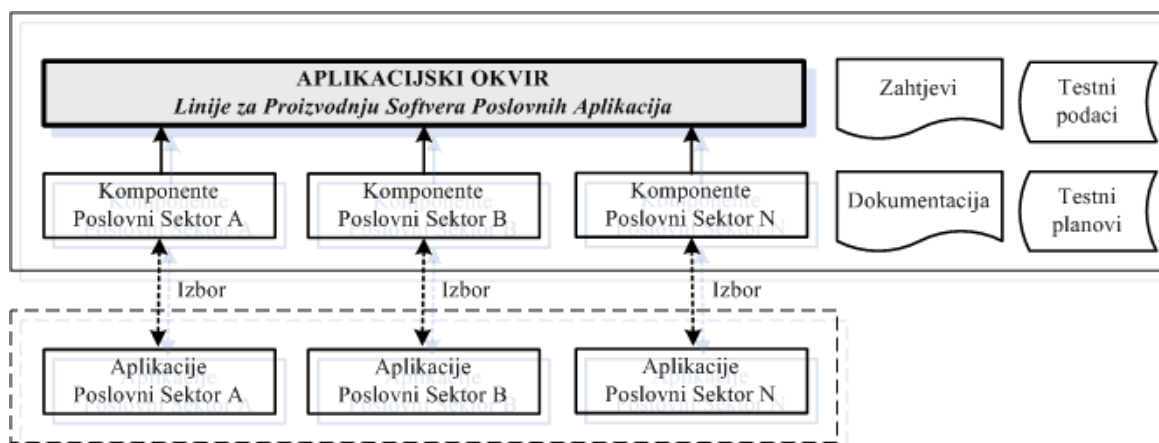 APLIKACIJSKI OKVIR
Linije za Proizvodnju Softvera Poslovnih Aplikacija
Zahtjevi
Testni
podaci
Komponente
Poslovni Sektor A
Komponente
Poslovni Sektor B
Komponente
Poslovni Sektor N
Dokumentacija
Testni
planovi
Izbor
Izbor
Izbor
Aplikacije
Poslovni Sektor A
Aplikacije
Poslovni Sektor B
Aplikacije
Poslovni Sektor N